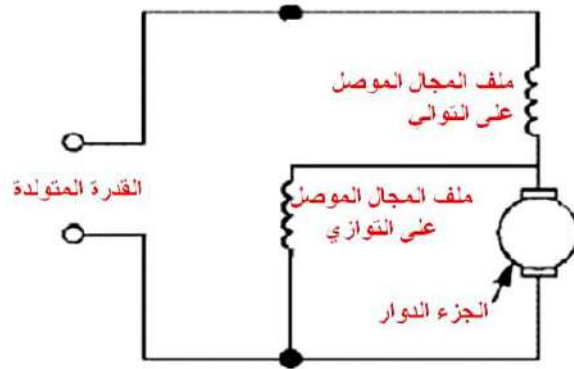 ملف المجال الموصل
على التوالي
القدرة المتولدة
ملف المجال الموصل
على التوازي
الجزء الدوار